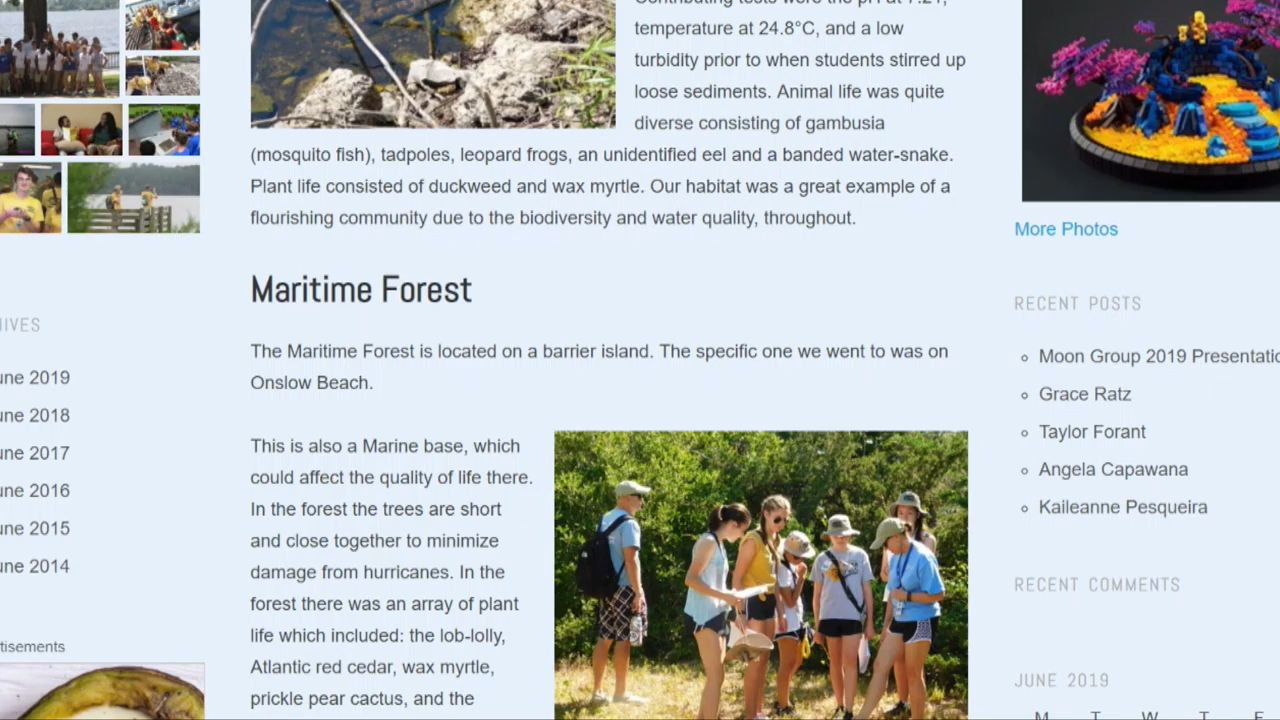 temperature at 24.8°C, and a low
turbidity prior to when students stirred up
loose sediments. Animal life was quite
diverse consisting of gambusia
(mosquito fish), tadpoles, leopard frogs, an unidentified eel and a banded water-snake.
Plant life consisted of duckweed and wax myrtle. Our habitat was a great example of a
flourishing community due to the biodiversity and water quality, throughout.
Maritime Forest
The Maritime Forest is located on a barrier island. The specific one we went to was on
Onslow Beach.
This is also a Marine base, which
could affect the quality of life there.
In the forest the trees are short
and close together to minimize
damage from hurricanes. In the
forest there was an array of plant
life which included: the lob-lolly,
Atlantic red cedar, wax myrtle,
prickle pear cactus, and the
IVES
une 2019
une 2018
une 2017
une 2016
une 2015
une 2014
tisements
More Photos
RECENT POSTS
Moon Group 2019 Presentatio
Grace Ratz
Taylor Forant
Angela Capawana
Kaileanne Pesqueira
RECENT COMMENTS
JUNE 2019
M T W T F